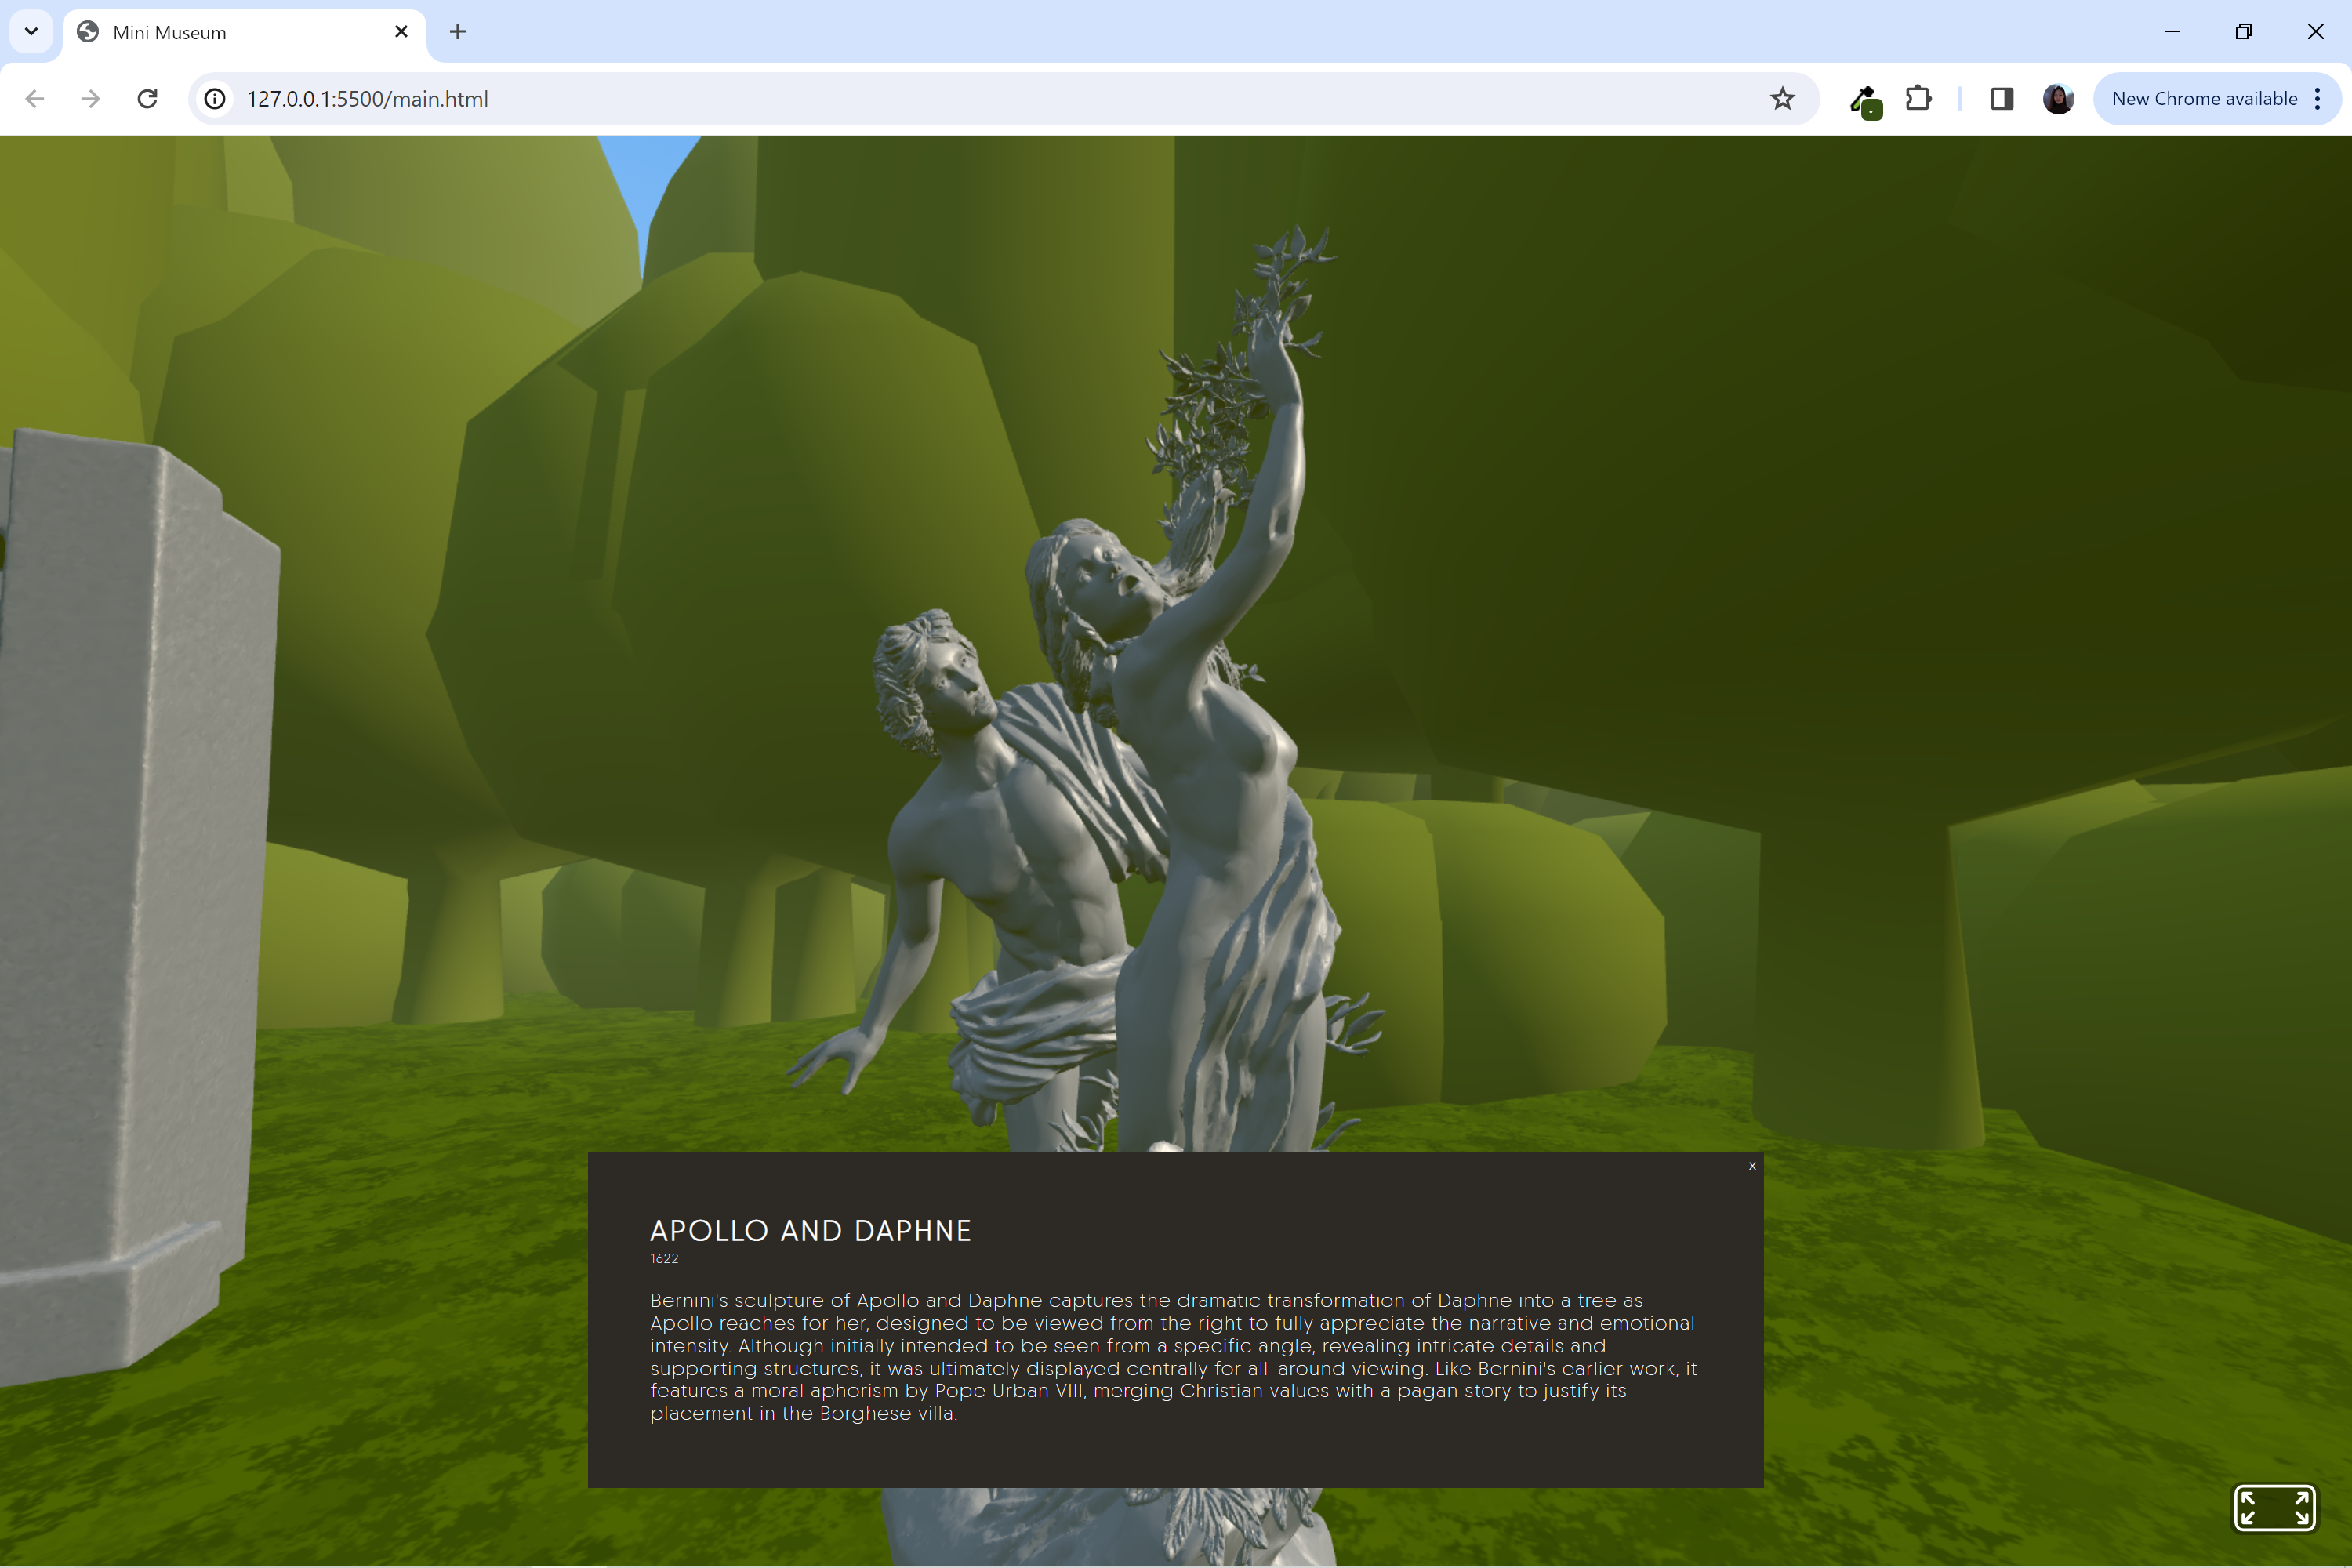 Mini Museum
127.0.0.1:5500/main.html
New Chrome available
x
APOLLO AND DAPHNE
1622
Bernini's sculpture of Apollo and Daphne captures the dramatic transformation of Daphne into a tree as
Apollo reaches for her, designed to be viewed from the right to fully appreciate the narrative and emotional
intensity. Although initially intended to be seen from a specific angle, revealing intricate details and
supporting structures, it was ultimately displayed centrally for all-around viewing. Like Bernini's earlier work, it
features a moral aphorism by Pope Urban VIII, merging Christian values with a pagan story to justify its
placement in the Borghese villa.